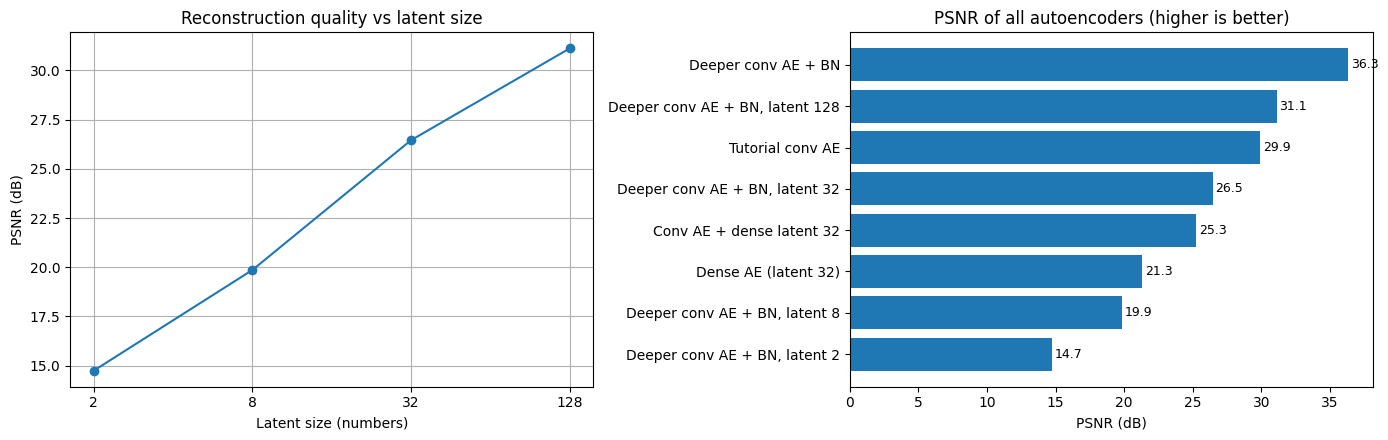 Reconstruction quality vs latent size
PSNR (dB)
30.0
27.5
25.0
22.5
20.0
17.5
15.0
2 8 32 128
Latent size (numbers)
PSNR of all autoencoders (higher is better)
Deeper conv AE + BN 36.3
Deeper conv AE + BN, latent 128 31.1
Tutorial conv AE 29.9
Deeper conv AE + BN, latent 32 26.5
Conv AE + dense latent 32 25.3
Dense AE (latent 32) 21.3
Deeper conv AE + BN, latent 8 19.9
Deeper conv AE + BN, latent 2 14.7
0 5 10 15 20 25 30 35
PSNR (dB)